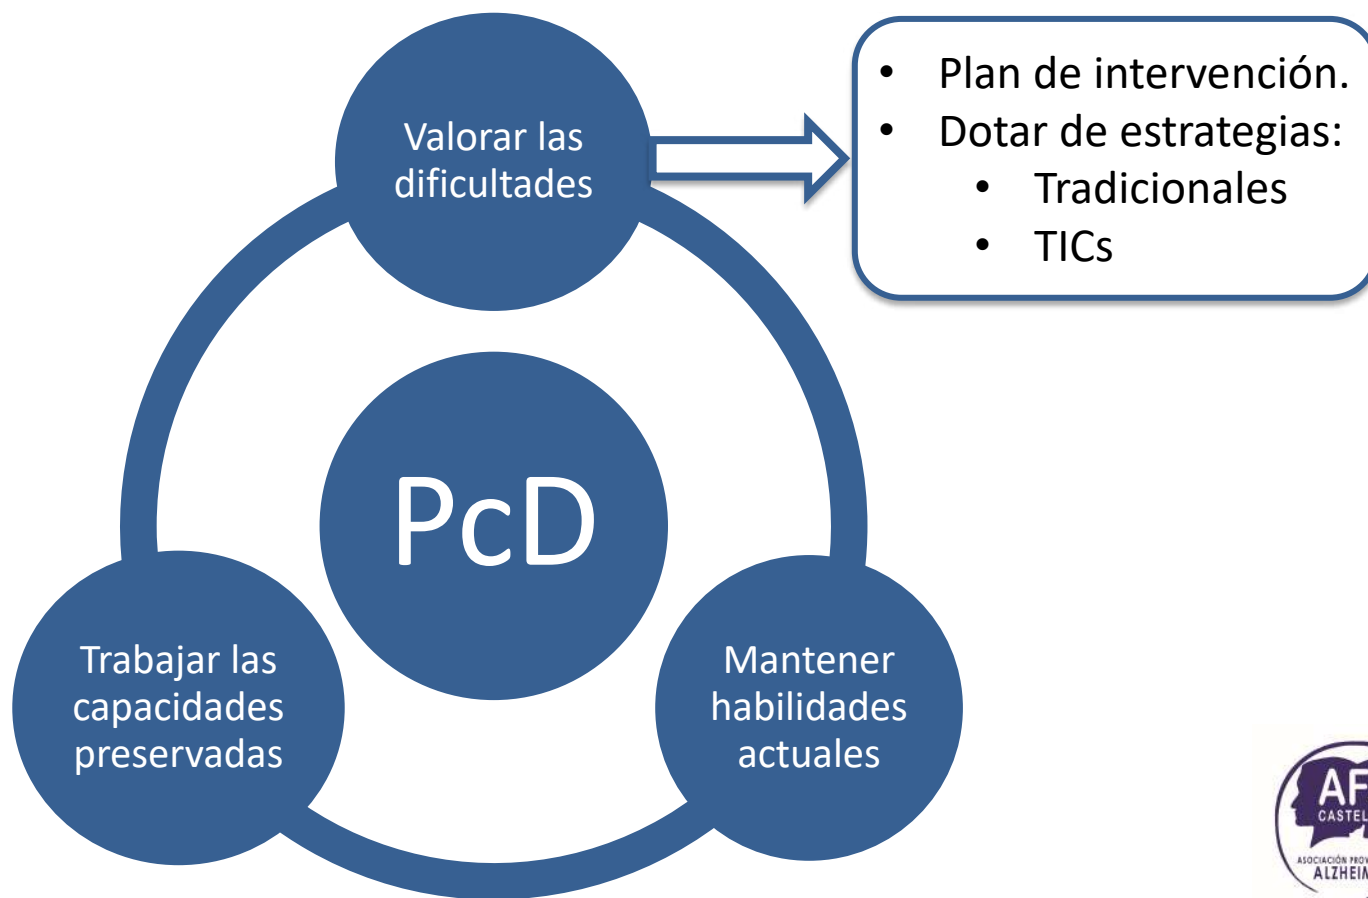 Valorar las
dificultades
• Plan de intervención.
• Dotar de estrategias:
• Tradicionales
• TICs
PcD
Trabajar las
capacidades
preservadas
Mantener
habilidades
actuales
ASOCIACIÓN